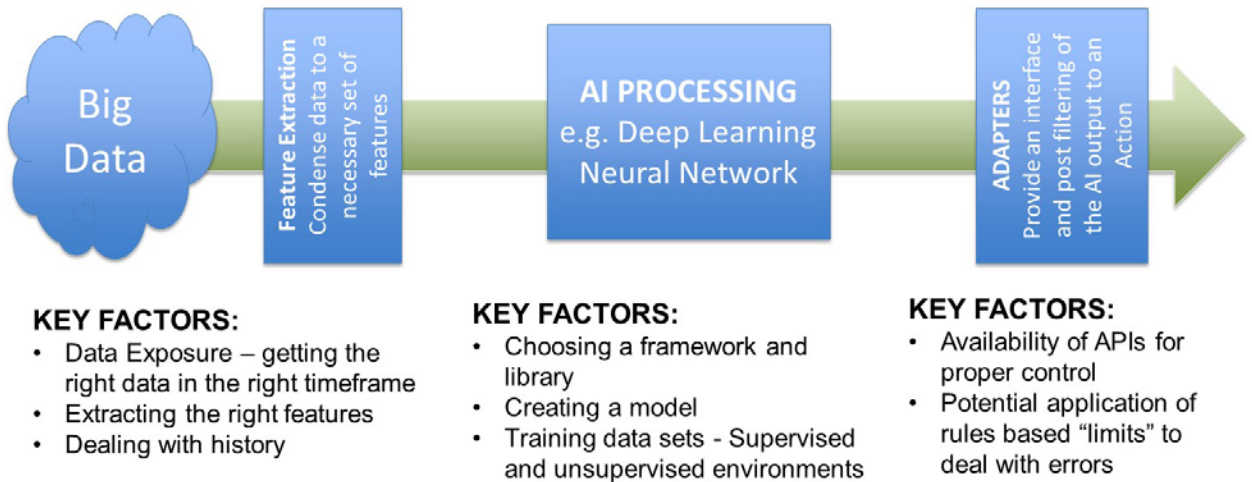 Big
Data
Feature Extraction
Condense data to a
necessary set of
features
AI PROCESSING
e.g. Deep Learning
Neural Network
ADAPTERS
Provide an interface
and post filtering of
the AI output to an
Action
KEY FACTORS:
• Data Exposure – getting the
right data in the right timeframe
• Extracting the right features
• Dealing with history
KEY FACTORS:
• Choosing a framework and
library
• Creating a model
• Training data sets - Supervised
and unsupervised environments
KEY FACTORS:
• Availability of APIs for
proper control
• Potential application of
rules based “limits” to
deal with errors